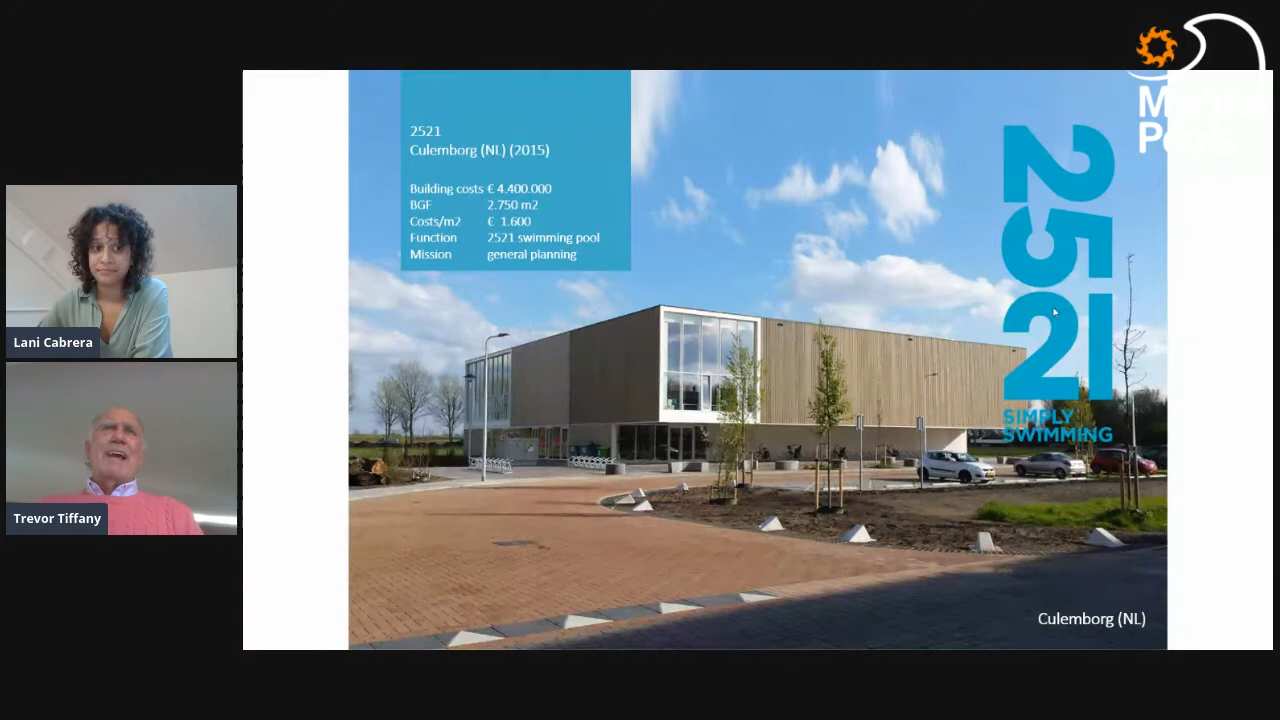 2521
Culemborg (NL) (2015)
Building costs € 4.400.000
BGF 2.750 m2
Costs/m2 € 1.600
Function 2521 swimming pool
Mission general planning
2521
SIMPLY
SWIMMING
Culemborg (NL)
Lani Cabrera
Trevor Tiffany